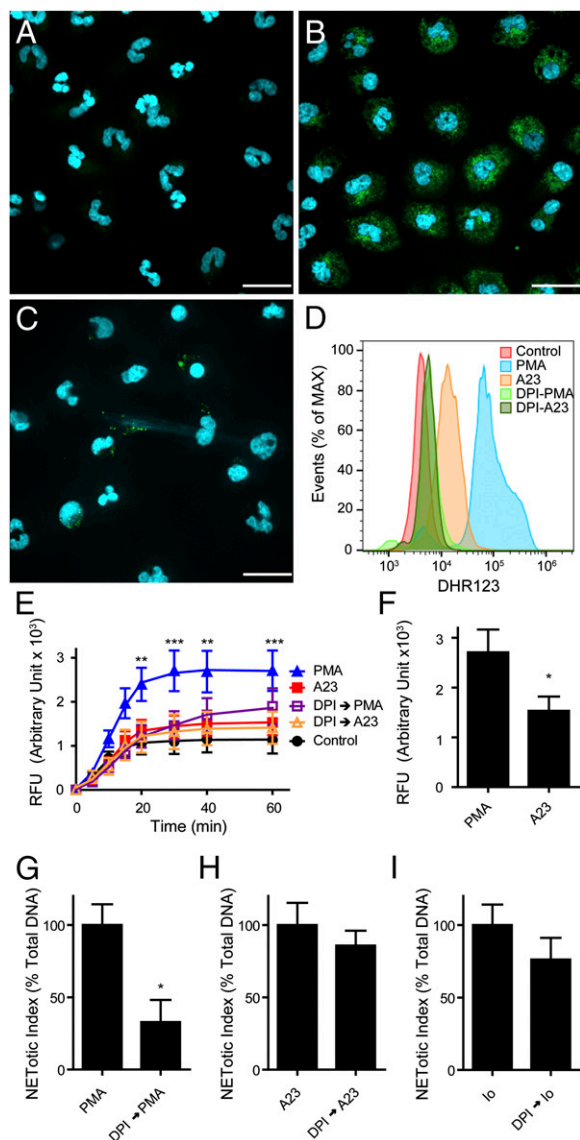 A
B
C
D
Control
PMA
A23
DPI-PMA
DPI-A23
Events (% of MAX)
100
80
60
40
20
0
10³ 10⁴ 10⁵ 10⁶
DHR123
E
RFU (Arbitrary Unit x10³)
3
2
1
0
** *** ** ***
PMA
A23
DPI ➔ PMA
DPI ➔ A23
Control
0 20 40 60
Time (min)
F
RFU (Arbitrary Unit x10³)
3
2
1
0
*
PMA A23
G
NETotic Index (% Total DNA)
100
50
0
*
PMA DPI ➔ PMA
H
NETotic Index (% Total DNA)
100
50
0
A23 DPI ➔ A23
I
NETotic Index (% Total DNA)
100
50
0
Io DPI ➔ Io